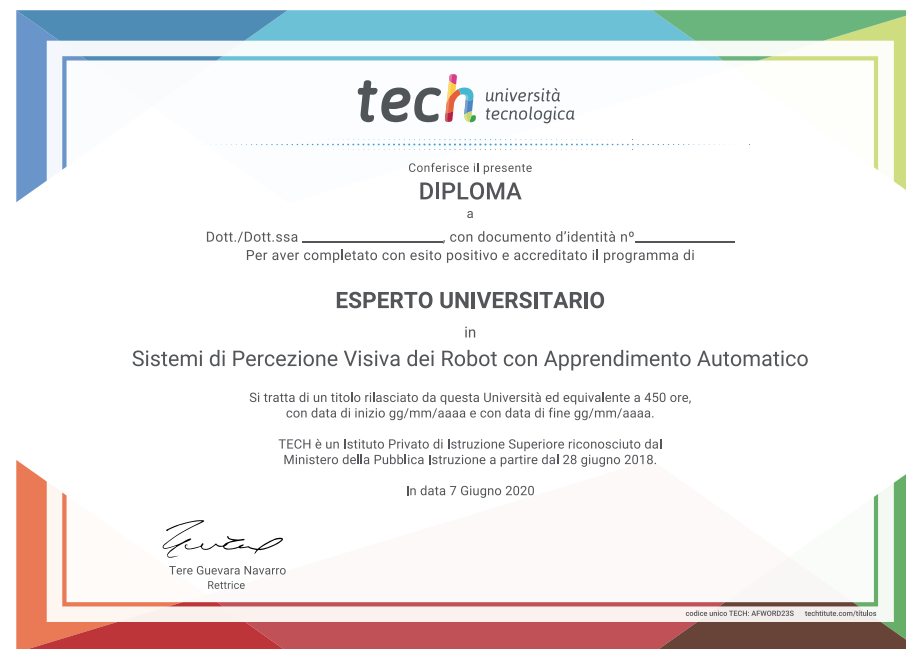 tech università
tecnologica
Conferisce il presente
DIPLOMA
a
Dott./Dott.ssa ____________, con documento d'identità nº____________
Per aver completato con esito positivo e accreditato il programma di
ESPERTO UNIVERSITARIO
in
Sistemi di Percezione Visiva dei Robot con Apprendimento Automatico
Si tratta di un titolo rilasciato da questa Università ed equivalente a 450 ore,
con data di inizio gg/mm/aaaa e con data di fine gg/mm/aaaa.
TECH è un Istituto Privato di Istruzione Superiore riconosciuto dal
Ministero della Pubblica Istruzione a partire dal 28 giugno 2018.
In data 7 Giugno 2020
Tere Guevara Navarro
Rettrice
codice unico TECH: AFWORD23S techtitute.com/titulos